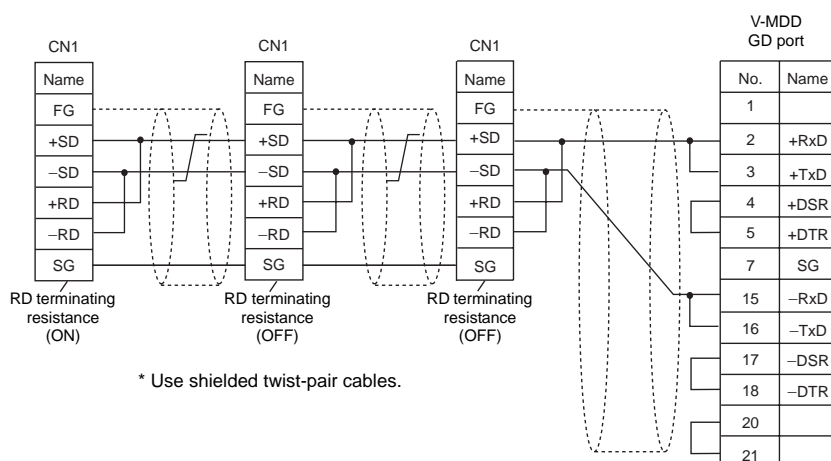 V-MDD
GD port
CN1
CN1
CN1
Name
Name
Name
No. Name
FG
FG
FG
1
+SD
+SD
+SD
2 +RxD
−SD
−SD
−SD
3 +TxD
+RD
+RD
+RD
4 +DSR
−RD
−RD
−RD
5 +DTR
SG
SG
SG
7 SG
RD terminating
resistance
(ON)
RD terminating
resistance
(OFF)
RD terminating
resistance
(OFF)
15 −RxD
16 −TxD
17 −DSR
18 −DTR
20
21
* Use shielded twist-pair cables.